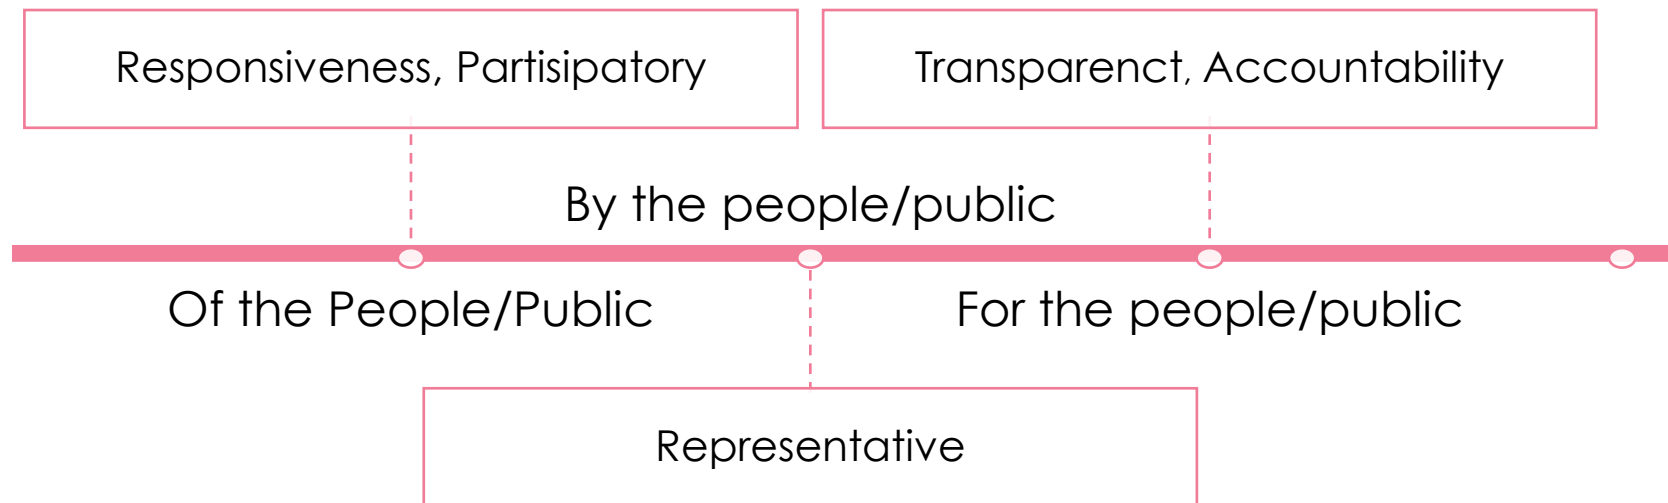 Responsiveness, Partisipatory
Transparenct, Accountability
By the people/public
Of the People/Public
For the people/public
Representative